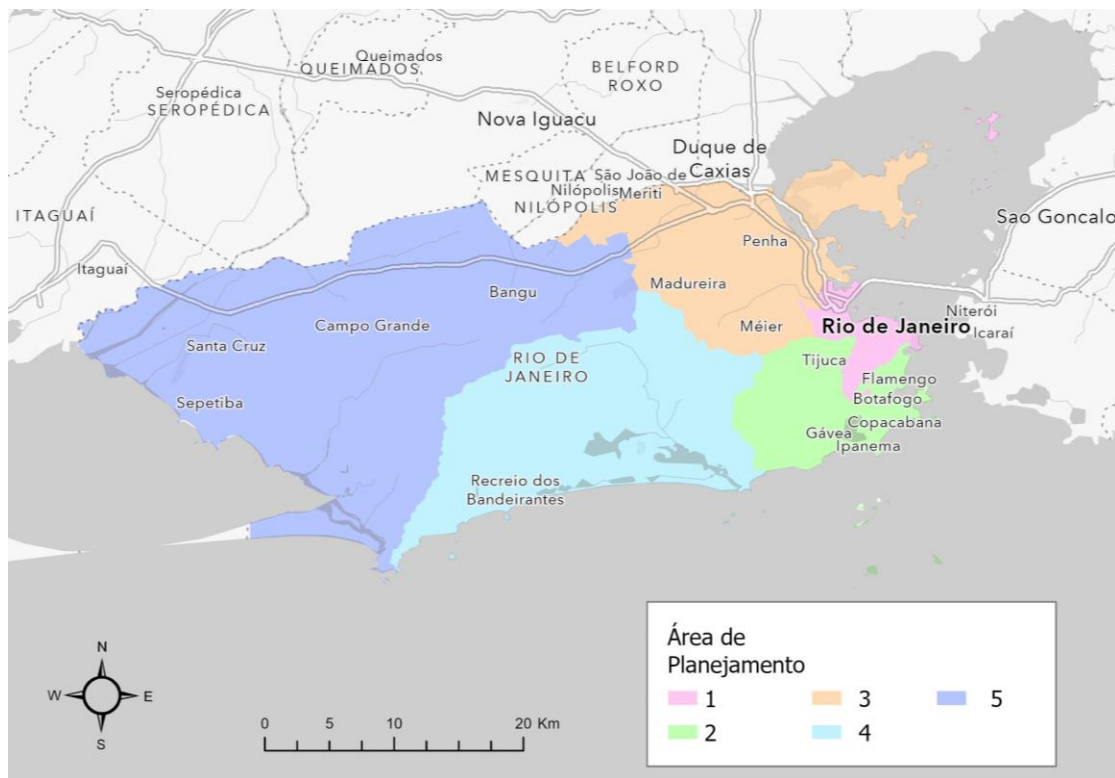 Queimados
QUEIMADOS
BELFORD
ROXO
Seropédica
SEROPÉDICA
Nova Iguacu
Duque de
Caxias
MESQUITA
São João de
Nilópolis
Meriti
NILÓPOLIS
ITAGUAÍ
Sao Goncalo
Penha
Itaguaí
Bangu
Madureira
Niterói
Icaraí
Campo Grande
Méier
Rio de Janeiro
Santa Cruz
RIO DE
JANEIRO
Tijuca
Flamengo
Botafogo
Sepetiba
Copacabana
Gávea
Ipanema
Recreio dos
Bandeirantes
N
W E
S
0 5 10 20 Km
Área de
Planejamento
1 3 5
2 4